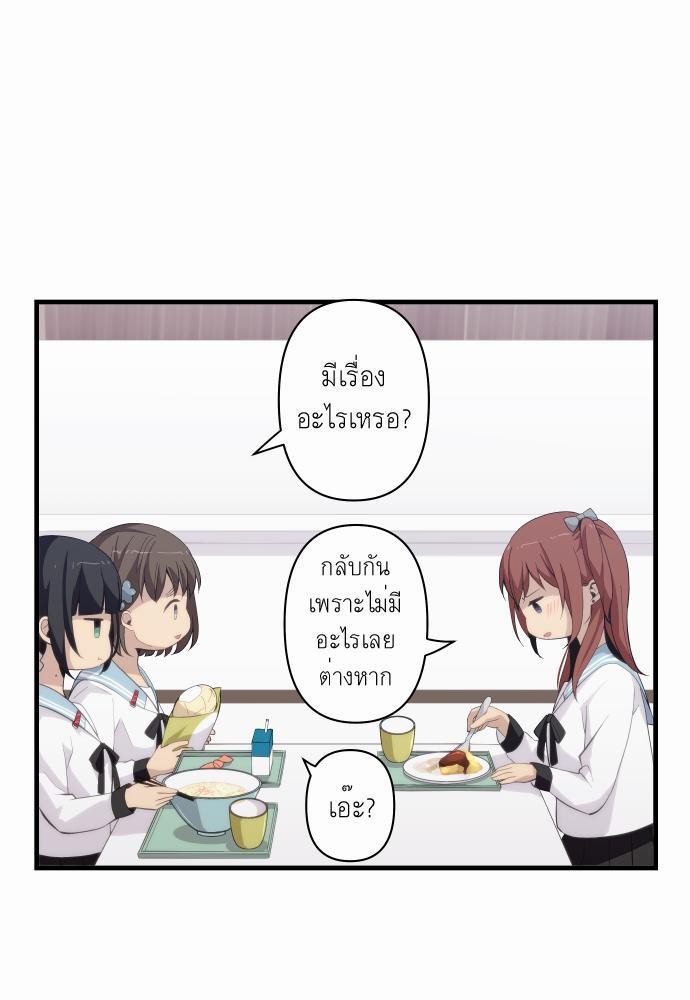 มีเรื่อง
อะไรเหรอ?
กลับกัน
เพราะไม่มี
อะไรเลย
ต่างหาก
เอ๊ะ?